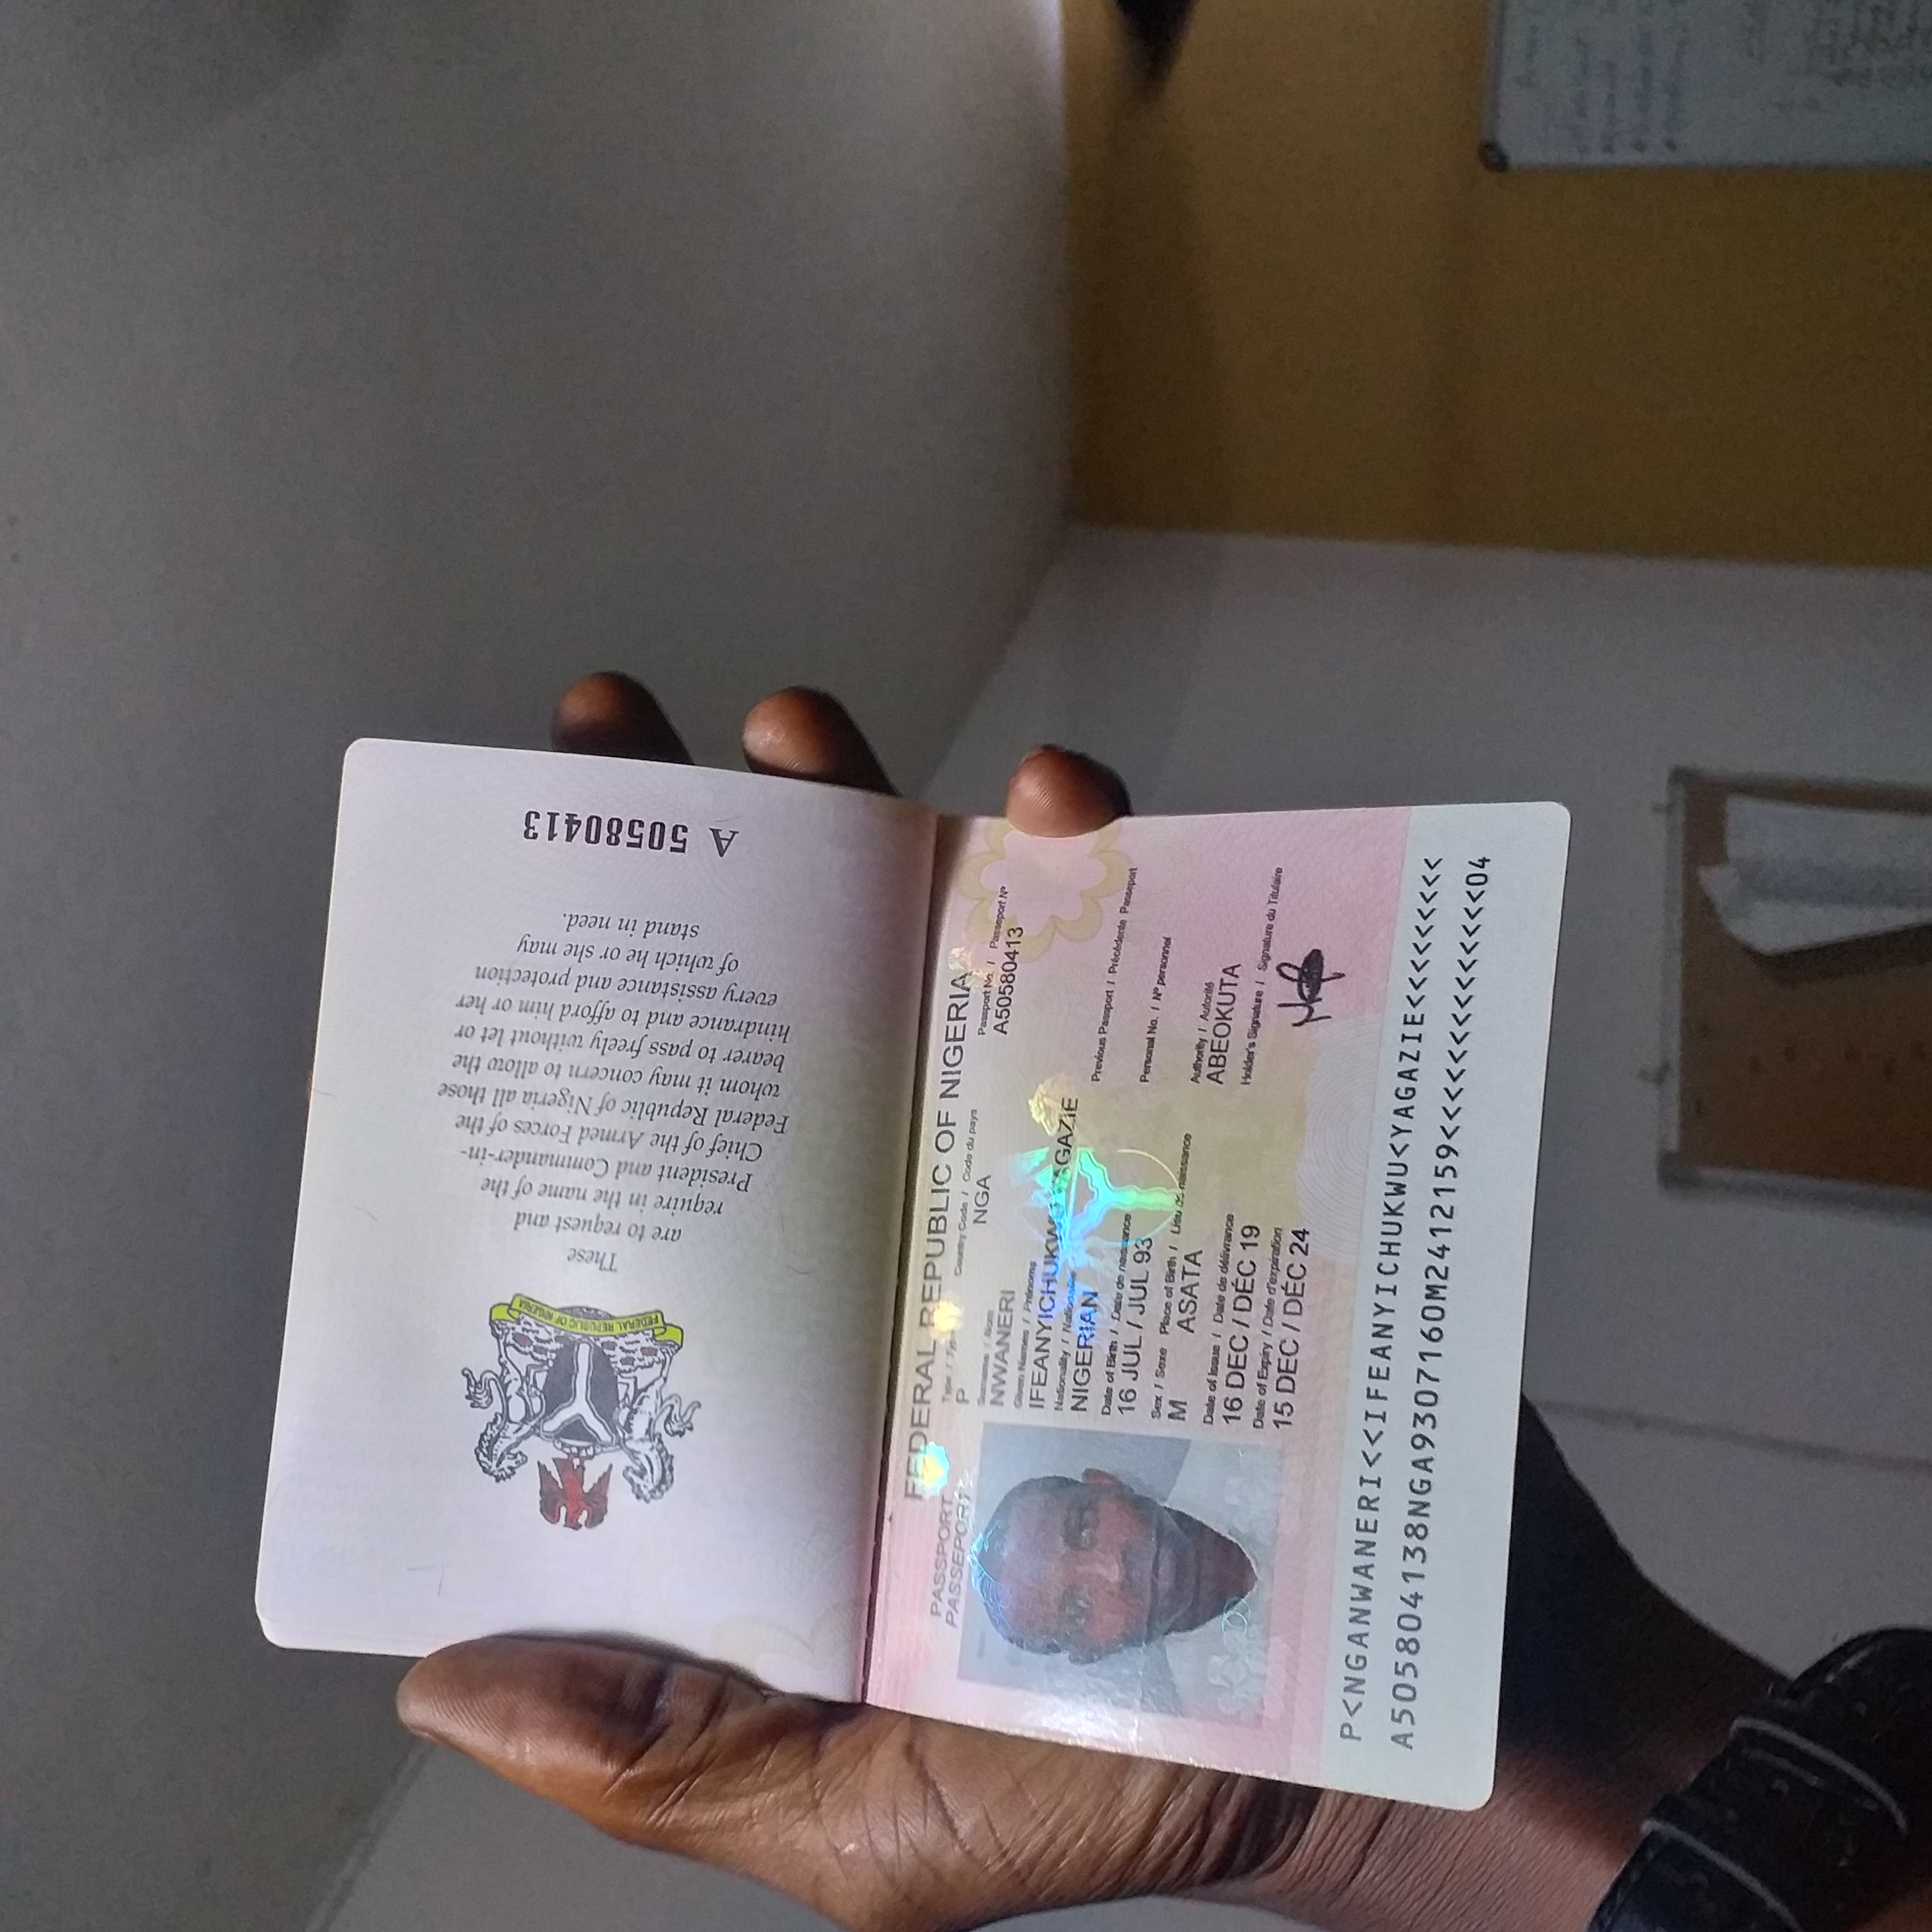 FEDERAL REPUBLIC OF NIGERIA
These
are to request and
require in the name of the
President and Commander-in-
Chief of the Armed Forces of the
Federal Republic of Nigeria all those
whom it may concern to allow the
bearer to pass freely without let or
hindrance and to afford him or her
every assistance and protection
of which he or she may
stand in need.
A 50580413
FEDERAL REPUBLIC OF NIGERIA
PASSPORT
PASSEPORT
Type / Type
Country Code / Code du pays
Passport No. / Passeport Nº
P
NGA
A50580413
Surname / Nom
NWANERI
Given Names / Prénoms
IFEANYICHUKWU YAGAZIE
Nationality / Nationalité
NIGERIAN
Previous Passport / Précédente Passeport
Date of Birth / Date de naissance
16 JUL / JUL 93
Personal No. / Nº personnel
Sex / Sexe Place of Birth / Lieu de naissance
M ASATA
Authority / Autorité
ABEOKUTA
Date of Issue / Date de délivrance
16 DEC / DÉC 19
Holder's Signature / Signature du Titulaire
Date of Expiry / Date d'expiration
15 DEC / DÉC 24
P<NGANWANERI<<IFEANYICHUKWU<YAGAZIE<<<<<<<<<
A505804138NGA9307160M2412159<<<<<<<<<<<<<<04